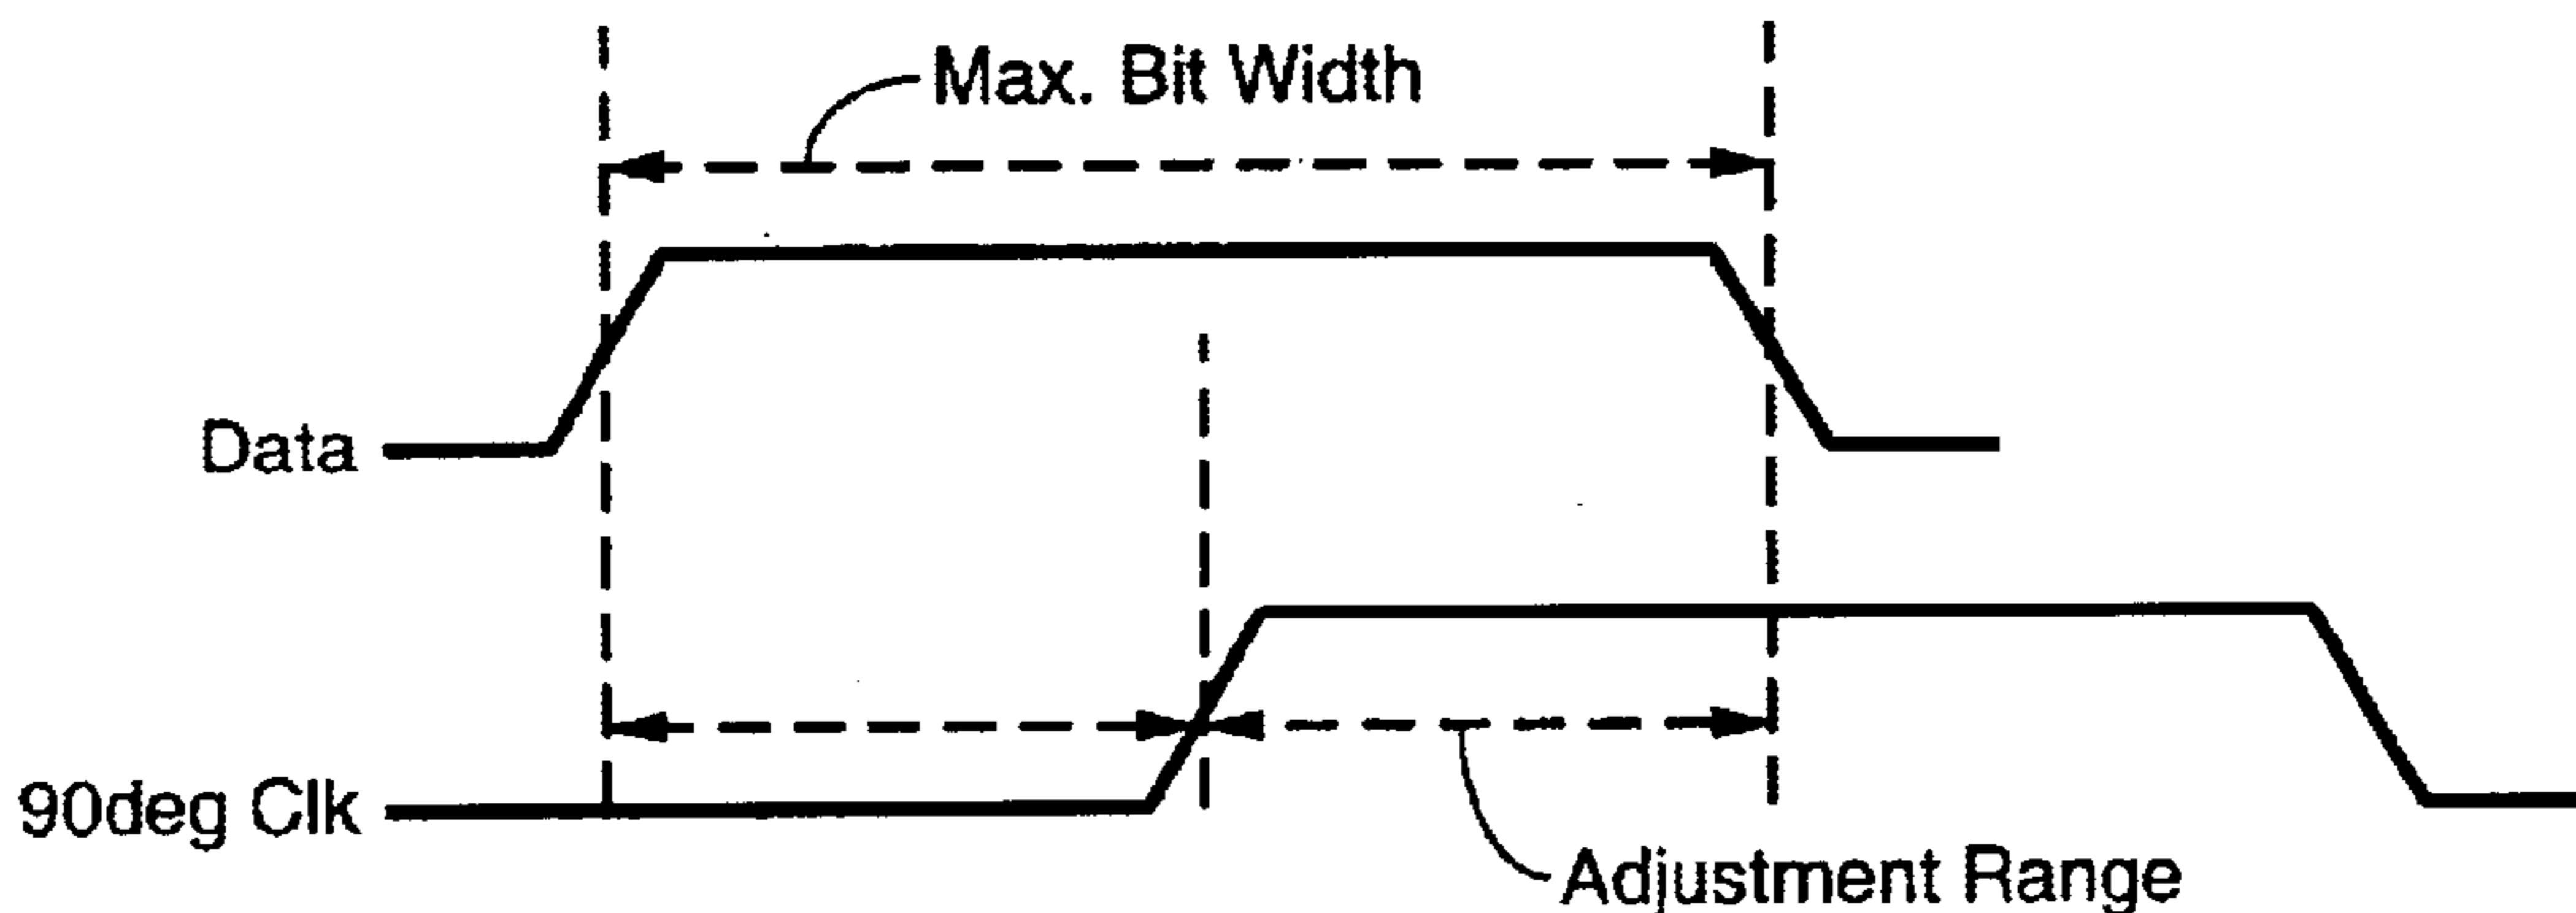 Max. Bit Width
Data
90deg Clk
Adjustment Range